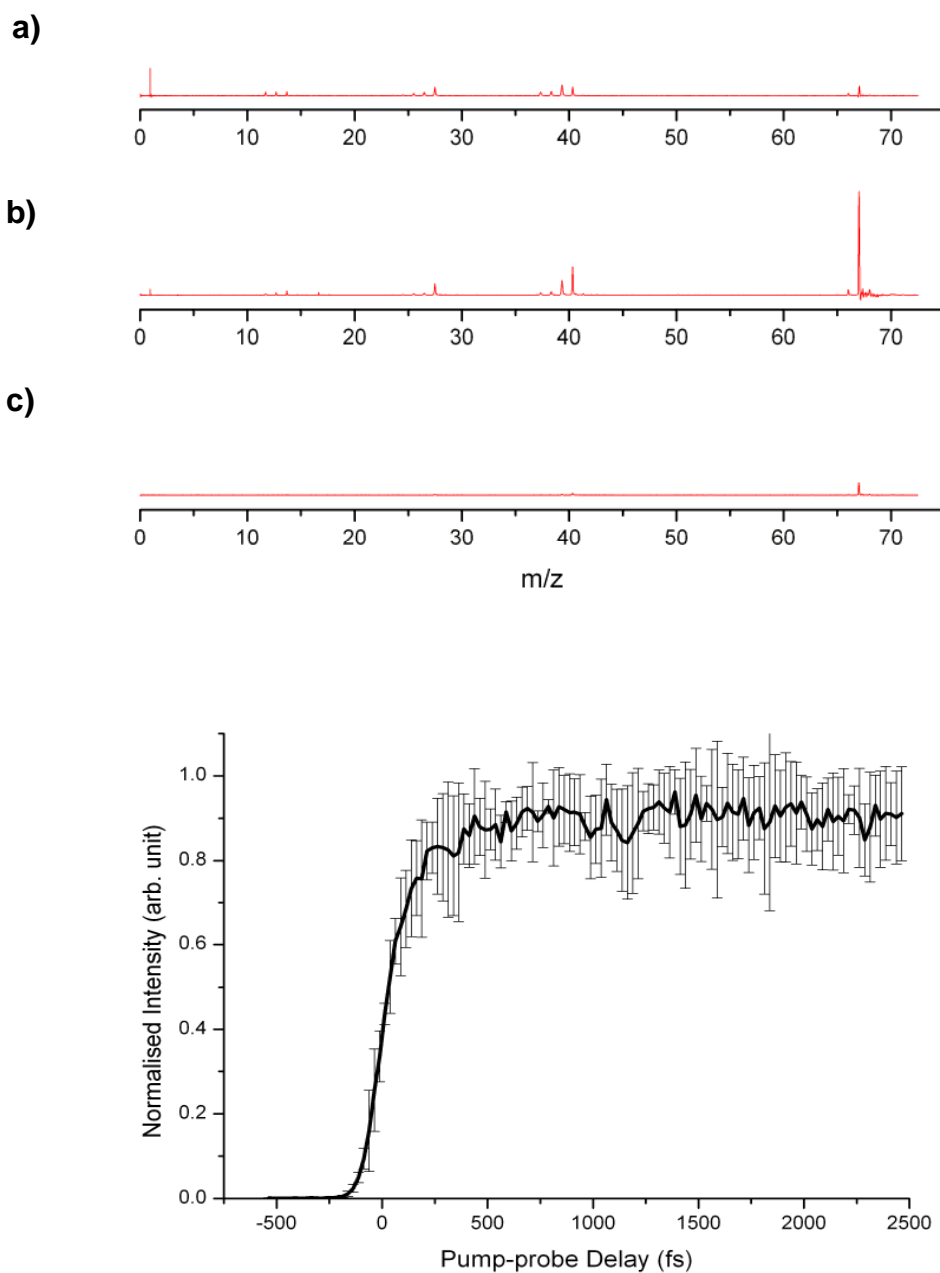 a)
0 10 20 30 40 50 60 70
b)
0 10 20 30 40 50 60 70
c)
0 10 20 30 40 50 60 70
m/z
Normalised Intensity (arb. unit)
1.0
0.8
0.6
0.4
0.2
0.0
-500 0 500 1000 1500 2000 2500
Pump-probe Delay (fs)